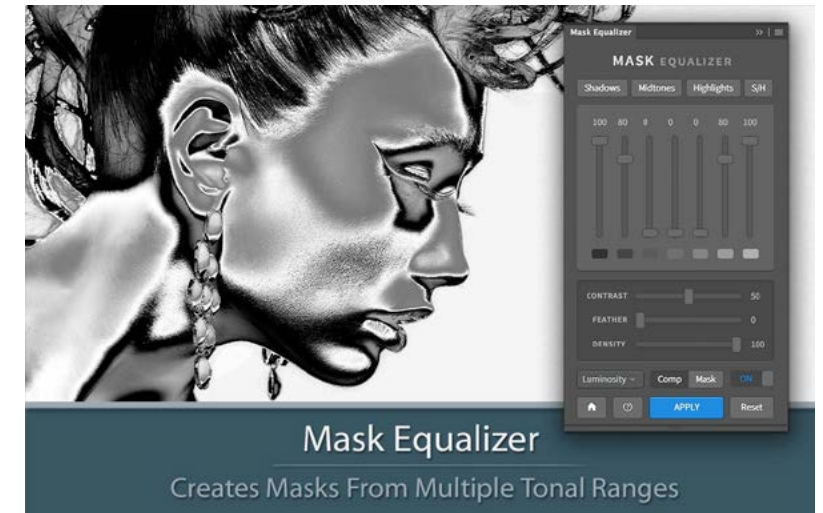 Mask Equalizer
MASK EQUALIZER
Shadows Midtones Highlights S/H
100 80 0 0 0 80 100
CONTRAST 50
FEATHER 0
DENSITY 100
Luminosity Comp Mask ON
APPLY Reset
Mask Equalizer
Creates Masks From Multiple Tonal Ranges